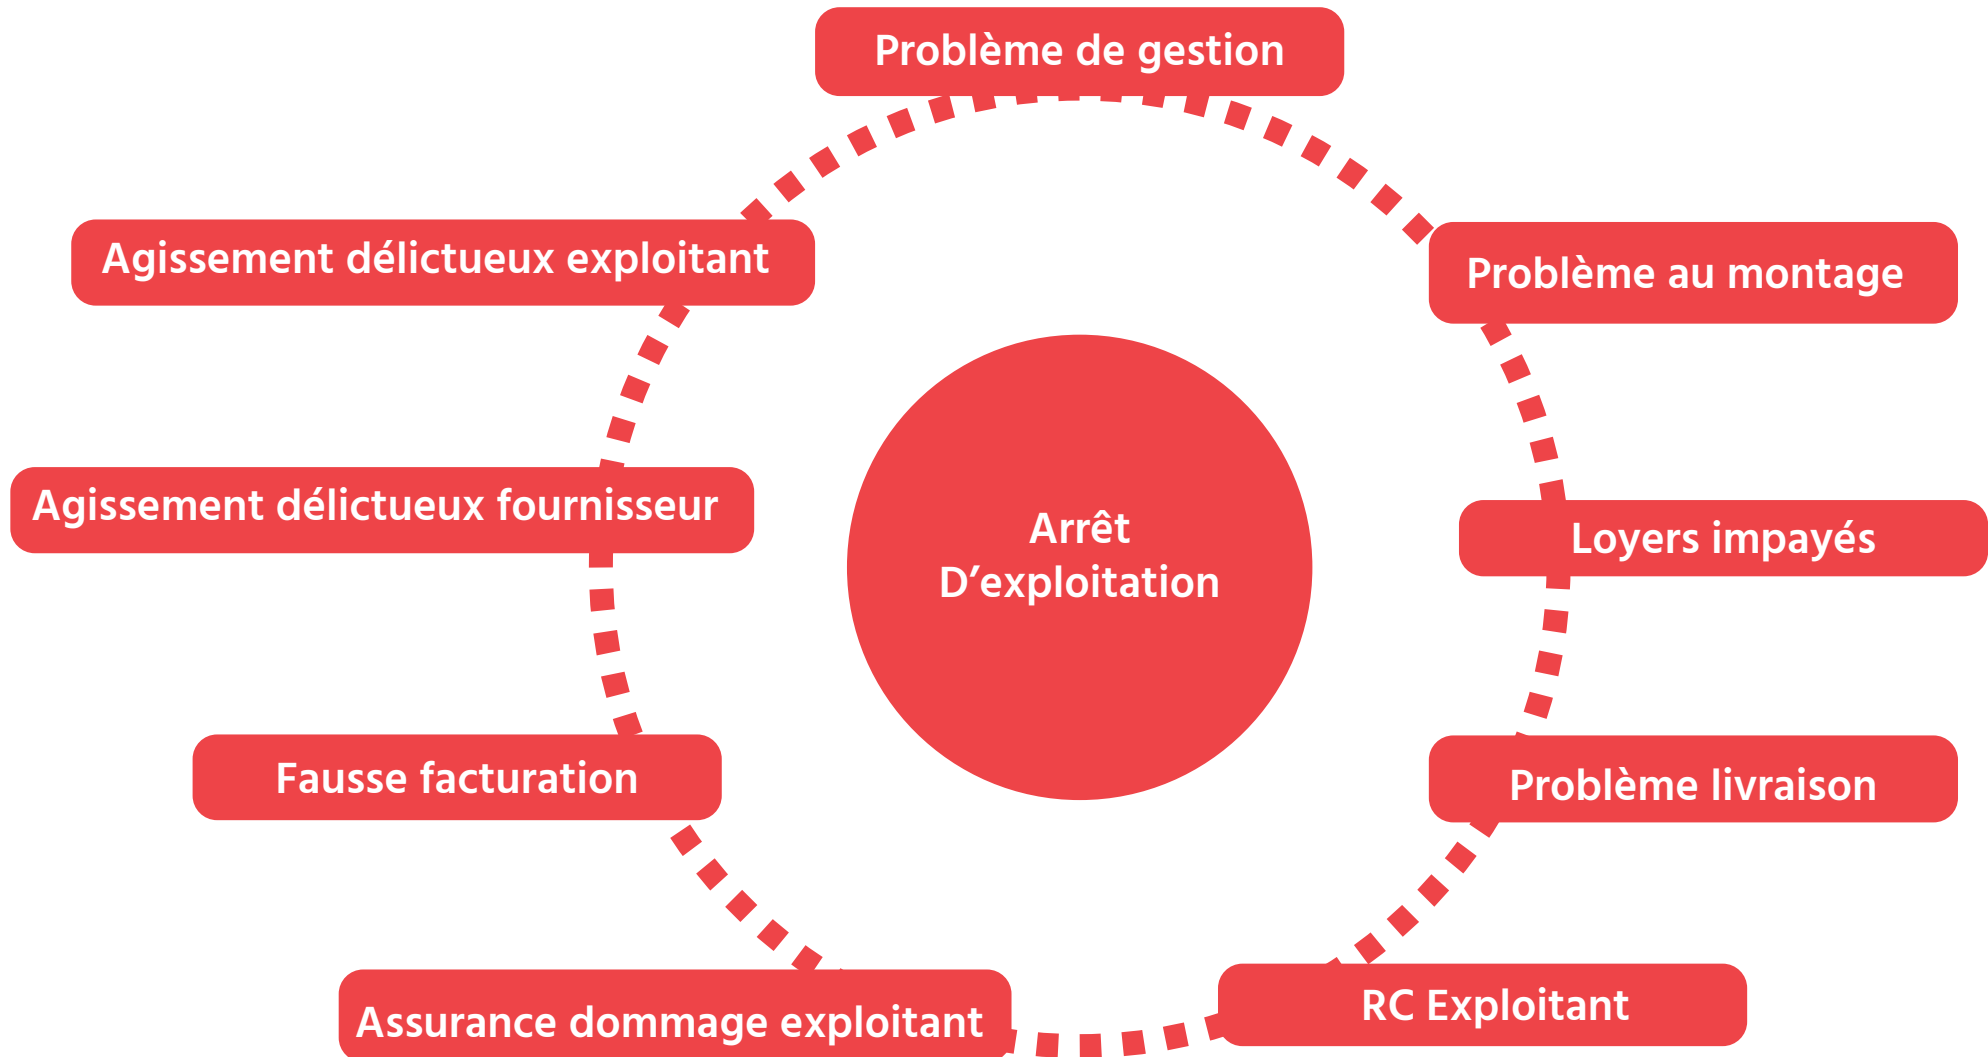 Problème de gestion
Agissement délictueux exploitant
Problème au montage
Agissement délictueux fournisseur
Arrêt
D’exploitation
Loyers impayés
Fausse facturation
Problème livraison
Assurance dommage exploitant
RC Exploitant